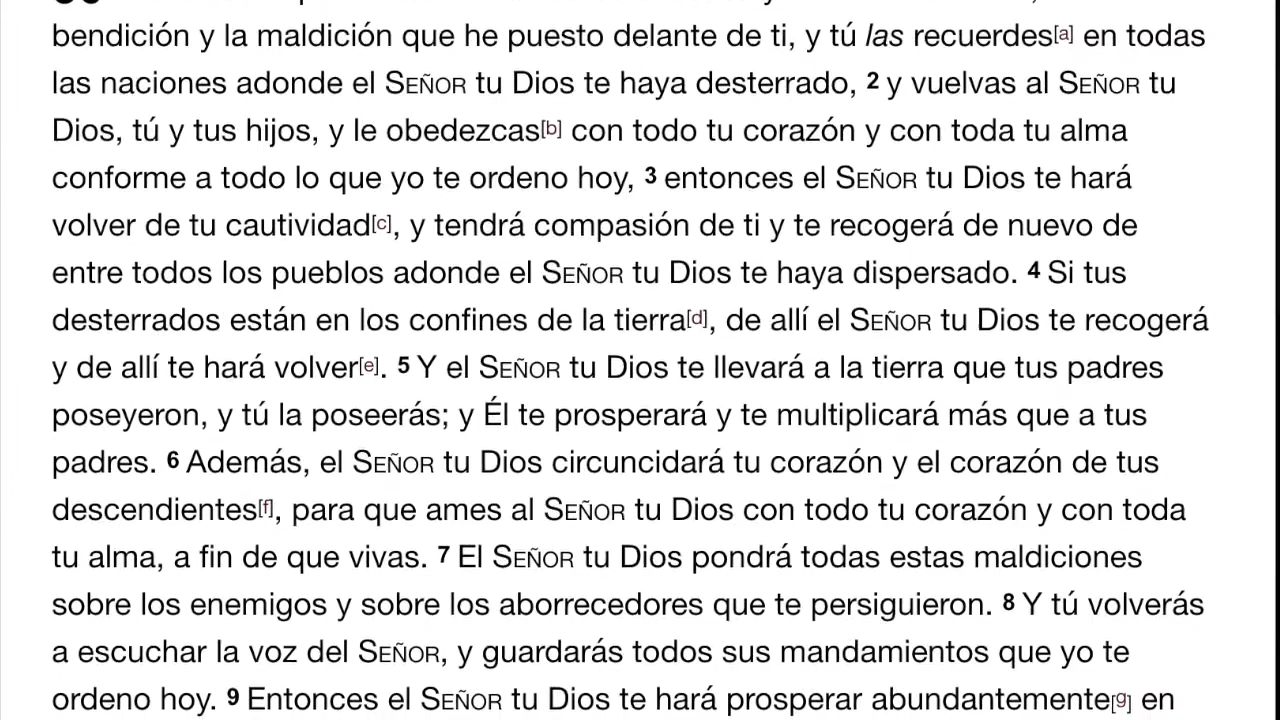 bendición y la maldición que he puesto delante de ti, y tú las recuerdes[a] en todas
las naciones adonde el SEÑOR tu Dios te haya desterrado, 2 y vuelvas al SEÑOR tu
Dios, tú y tus hijos, y le obedezcas[b] con todo tu corazón y con toda tu alma
conforme a todo lo que yo te ordeno hoy, 3 entonces el SEÑOR tu Dios te hará
volver de tu cautividad[c], y tendrá compasión de ti y te recogerá de nuevo de
entre todos los pueblos adonde el SEÑOR tu Dios te haya dispersado. 4 Si tus
desterrados están en los confines de la tierra[d], de allí el SEÑOR tu Dios te recogerá
y de allí te hará volver[e]. 5 Y el SEÑOR tu Dios te llevará a la tierra que tus padres
poseyeron, y tú la poseerás; y Él te prosperará y te multiplicará más que a tus
padres. 6 Además, el SEÑOR tu Dios circuncidará tu corazón y el corazón de tus
descendientes[f], para que ames al SEÑOR tu Dios con todo tu corazón y con toda
tu alma, a fin de que vivas. 7 El SEÑOR tu Dios pondrá todas estas maldiciones
sobre los enemigos y sobre los aborrecedores que te persiguieron. 8 Y tú volverás
a escuchar la voz del SEÑOR, y guardarás todos sus mandamientos que yo te
ordeno hoy. 9 Entonces el SEÑOR tu Dios te hará prosperar abundantemente[g] en